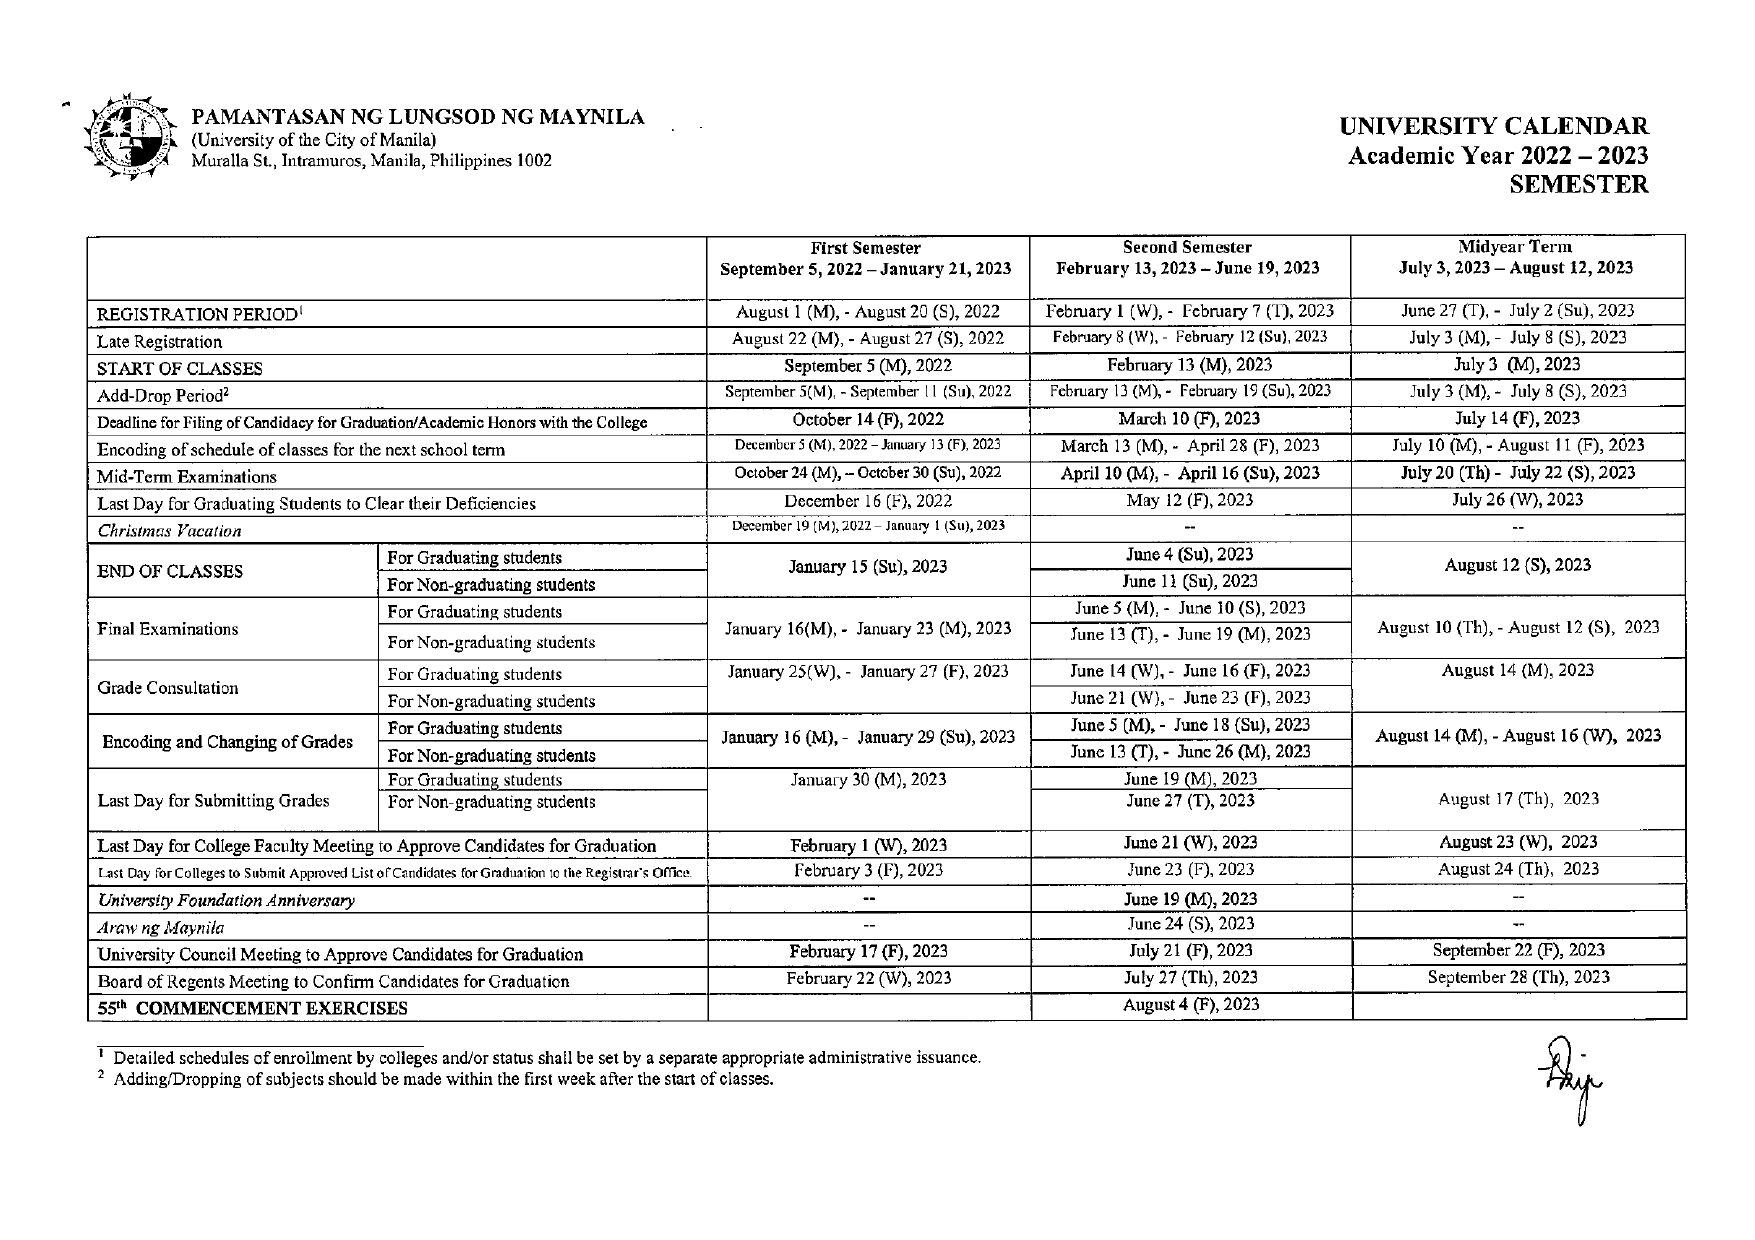 PAMANTASAN NG LUNGSOD NG MAYNILA
(University of the City of Manila)
Muralla St., Intramuros, Manila, Philippines 1002
UNIVERSITY CALENDAR
Academic Year 2022 – 2023
SEMESTER
First Semester Second Semester Midyear Term
September 5, 2022 – January 21, 2023 February 13, 2023 – June 19, 2023 July 3, 2023 – August 12, 2023
REGISTRATION PERIOD¹ August 1 (M), - August 20 (S), 2022 February 1 (W), - February 7 (T), 2023 June 27 (T), - July 2 (Su), 2023
Late Registration August 22 (M), - August 27 (S), 2022 February 8 (W), - February 12 (Su), 2023 July 3 (M), - July 8 (S), 2023
START OF CLASSES September 5 (M), 2022 February 13 (M), 2023 July 3 (M), 2023
Add-Drop Period² September 5(M), - September 11 (Su), 2022 February 13 (M), - February 19 (Su), 2023 July 3 (M), - July 8 (S), 2023
Deadline for Filing of Candidacy for Graduation/Academic Honors with the College October 14 (F), 2022 March 10 (F), 2023 July 14 (F), 2023
Encoding of schedule of classes for the next school term December 5 (M), 2022 – January 13 (F), 2023 March 13 (M), - April 28 (F), 2023 July 10 (M), - August 11 (F), 2023
Mid-Term Examinations October 24 (M), – October 30 (Su), 2022 April 10 (M), - April 16 (Su), 2023 July 20 (Th) - July 22 (S), 2023
Last Day for Graduating Students to Clear their Deficiencies December 16 (F), 2022 May 12 (F), 2023 July 26 (W), 2023
Christmas Vacation December 19 (M), 2022 – January 1 (Su), 2023 -- --
END OF CLASSES For Graduating students January 15 (Su), 2023 June 4 (Su), 2023 August 12 (S), 2023
For Non-graduating students June 11 (Su), 2023
Final Examinations For Graduating students January 16(M), - January 23 (M), 2023 June 5 (M), - June 10 (S), 2023 August 10 (Th), - August 12 (S), 2023
For Non-graduating students June 13 (T), - June 19 (M), 2023
Grade Consultation For Graduating students January 25(W), - January 27 (F), 2023 June 14 (W), - June 16 (F), 2023 August 14 (M), 2023
For Non-graduating students June 21 (W), - June 23 (F), 2023
Encoding and Changing of Grades For Graduating students January 16 (M), - January 29 (Su), 2023 June 5 (M), - June 18 (Su), 2023 August 14 (M), - August 16 (W), 2023
For Non-graduating students June 13 (T), - June 26 (M), 2023
Last Day for Submitting Grades For Graduating students January 30 (M), 2023 June 19 (M), 2023 August 17 (Th), 2023
For Non-graduating students June 27 (T), 2023
Last Day for College Faculty Meeting to Approve Candidates for Graduation February 1 (W), 2023 June 21 (W), 2023 August 23 (W), 2023
Last Day for Colleges to Submit Approved List of Candidates for Graduation to the Registrar's Office. February 3 (F), 2023 June 23 (F), 2023 August 24 (Th), 2023
University Foundation Anniversary -- June 19 (M), 2023 --
Araw ng Maynila -- June 24 (S), 2023 --
University Council Meeting to Approve Candidates for Graduation February 17 (F), 2023 July 21 (F), 2023 September 22 (F), 2023
Board of Regents Meeting to Confirm Candidates for Graduation February 22 (W), 2023 July 27 (Th), 2023 September 28 (Th), 2023
55th COMMENCEMENT EXERCISES August 4 (F), 2023
1 Detailed schedules of enrollment by colleges and/or status shall be set by a separate appropriate administrative issuance.
2 Adding/Dropping of subjects should be made within the first week after the start of classes.